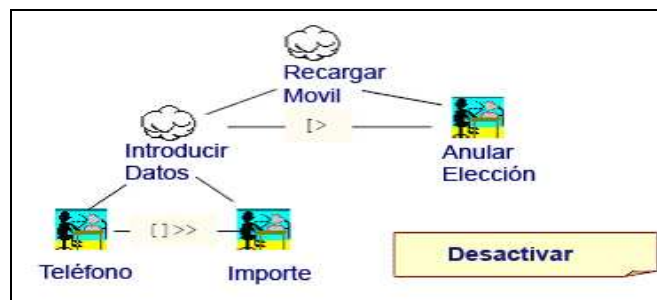 Recargar
Movil
[>
Introducir
Datos
Anular
Elección
[]>>
Teléfono
Importe
Desactivar